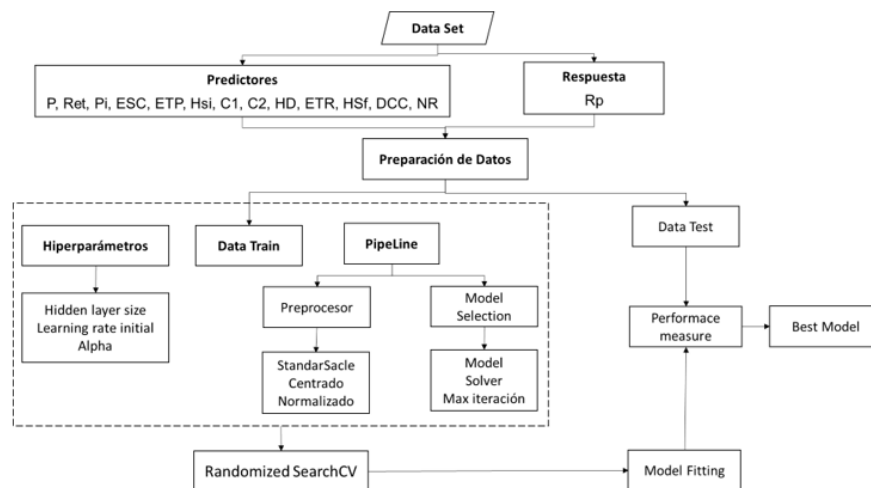 Data Set
Predictores
P, Ret, Pi, ESC, ETP, Hsi, C1, C2, HD, ETR, HSf, DCC, NR
Respuesta
Rp
Preparación de Datos
Hiperparámetros
Data Train
PipeLine
Data Test
Hidden layer size
Learning rate initial
Alpha
Preprocesor
Model
Selection
Performace
measure
Best Model
StandarSacle
Centrado
Normalizado
Model
Solver
Max iteración
Randomized SearchCV
Model Fitting